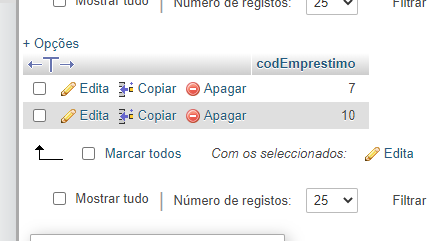 Mostrar tudo | Número de registos: 25 Filtrar
+ Opções
←T→ codEmprestimo
Edita Copiar Apagar 7
Edita Copiar Apagar 10
Marcar todos Com os seleccionados: Edita
Mostrar tudo | Número de registos: 25 Filtrar